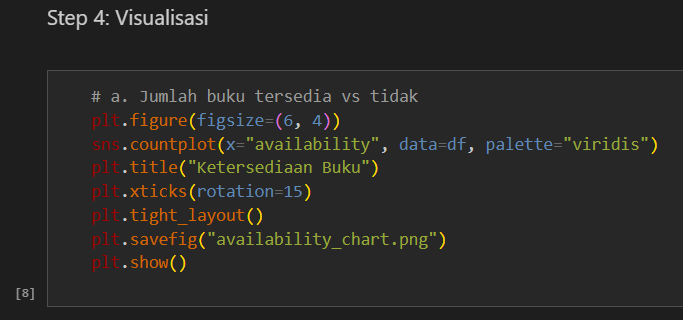 Step 4: Visualisasi
# a. Jumlah buku tersedia vs tidak
plt.figure(figsize=(6, 4))
sns.countplot(x="availability", data=df, palette="viridis")
plt.title("Ketersediaan Buku")
plt.xticks(rotation=15)
plt.tight_layout()
plt.savefig("availability_chart.png")
plt.show()
[8]